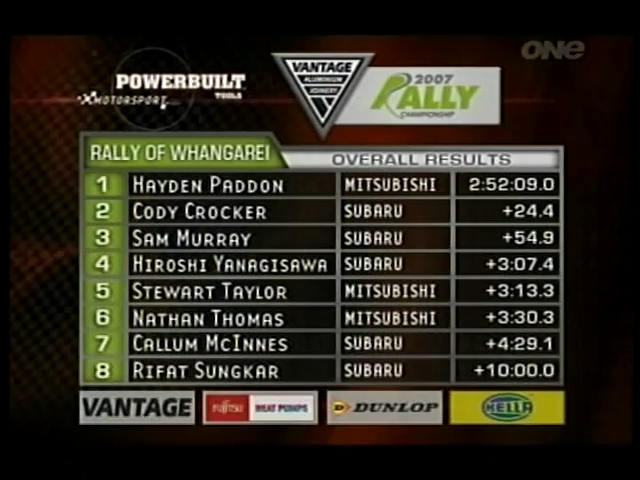 ONE
POWERBUILT
TOOLS
XMOTORSPORT
VANTAGE
ALUMINIUM
JOINERY
2007
RALLY
CHAMPIONSHIP
RALLY OF WHANGAREI
OVERALL RESULTS
1 HAYDEN PADDON MITSUBISHI 2:52:09.0
2 CODY CROCKER SUBARU +24.4
3 SAM MURRAY SUBARU +54.9
4 HIROSHI YANAGISAWA SUBARU +3:07.4
5 STEWART TAYLOR MITSUBISHI +3:13.3
6 NATHAN THOMAS MITSUBISHI +3:30.3
7 CALLUM MCINNES SUBARU +4:29.1
8 RIFAT SUNGKAR SUBARU +10:00.0
VANTAGE FUJITSU HEAT PUMPS DUNLOP HELLA